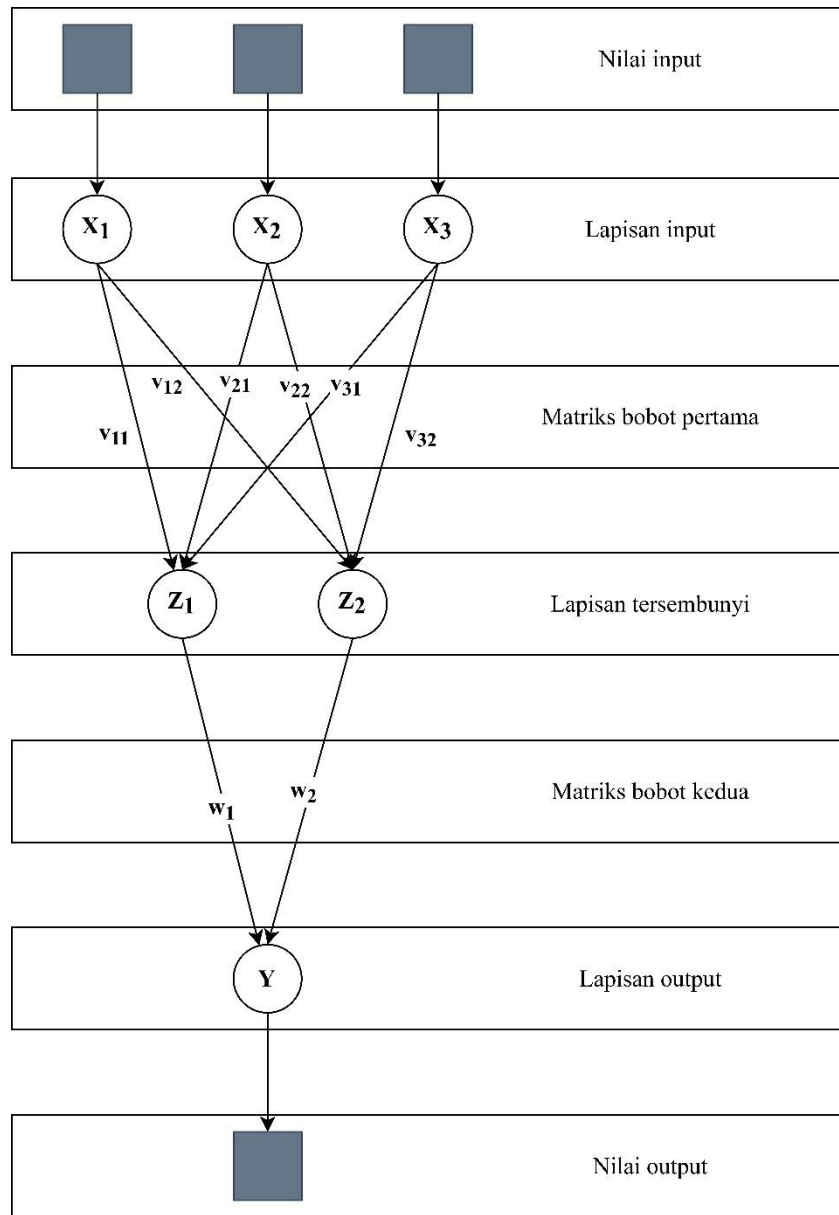 Nilai input
X1 X2 X3 Lapisan input
v12 v21 v22 v31
v11 v32 Matriks bobot pertama
Z1 Z2 Lapisan tersembunyi
w1 w2 Matriks bobot kedua
Y Lapisan output
Nilai output